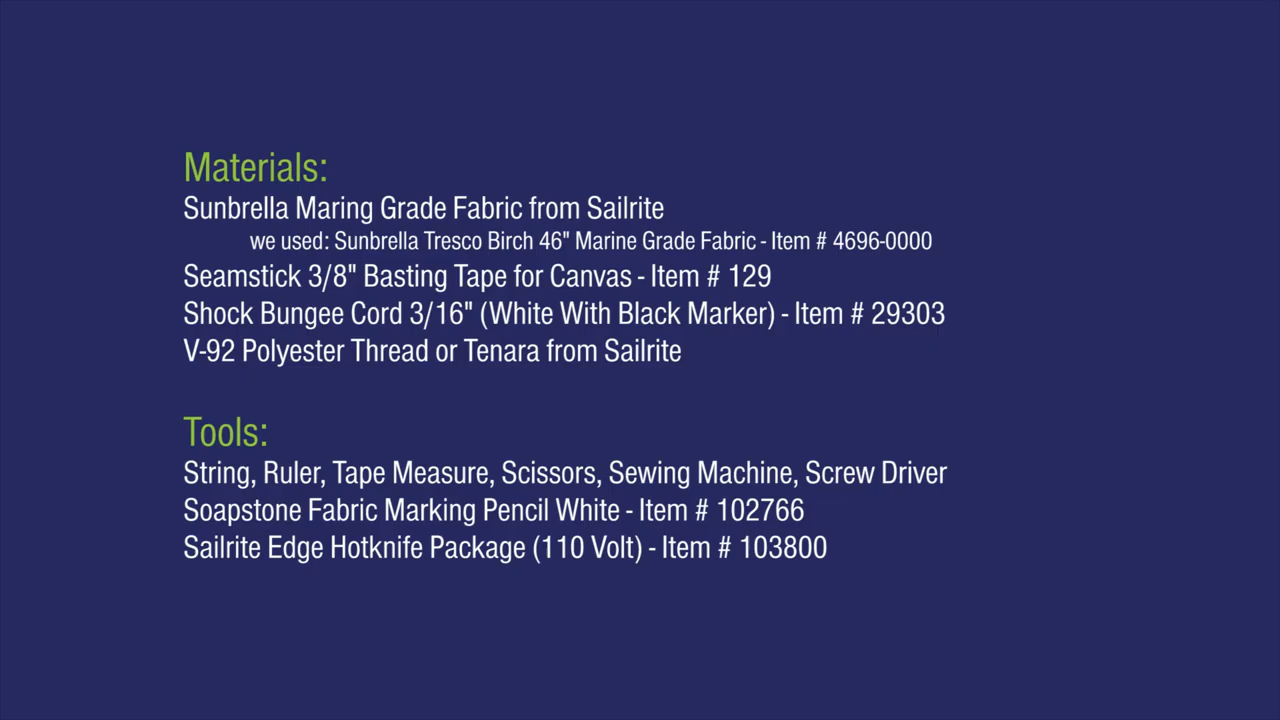 Materials:
Sunbrella Maring Grade Fabric from Sailrite
we used: Sunbrella Tresco Birch 46" Marine Grade Fabric - Item # 4696-0000
Seamstick 3/8" Basting Tape for Canvas - Item # 129
Shock Bungee Cord 3/16" (White With Black Marker) - Item # 29303
V-92 Polyester Thread or Tenara from Sailrite
Tools:
String, Ruler, Tape Measure, Scissors, Sewing Machine, Screw Driver
Soapstone Fabric Marking Pencil White - Item # 102766
Sailrite Edge Hotknife Package (110 Volt) - Item # 103800